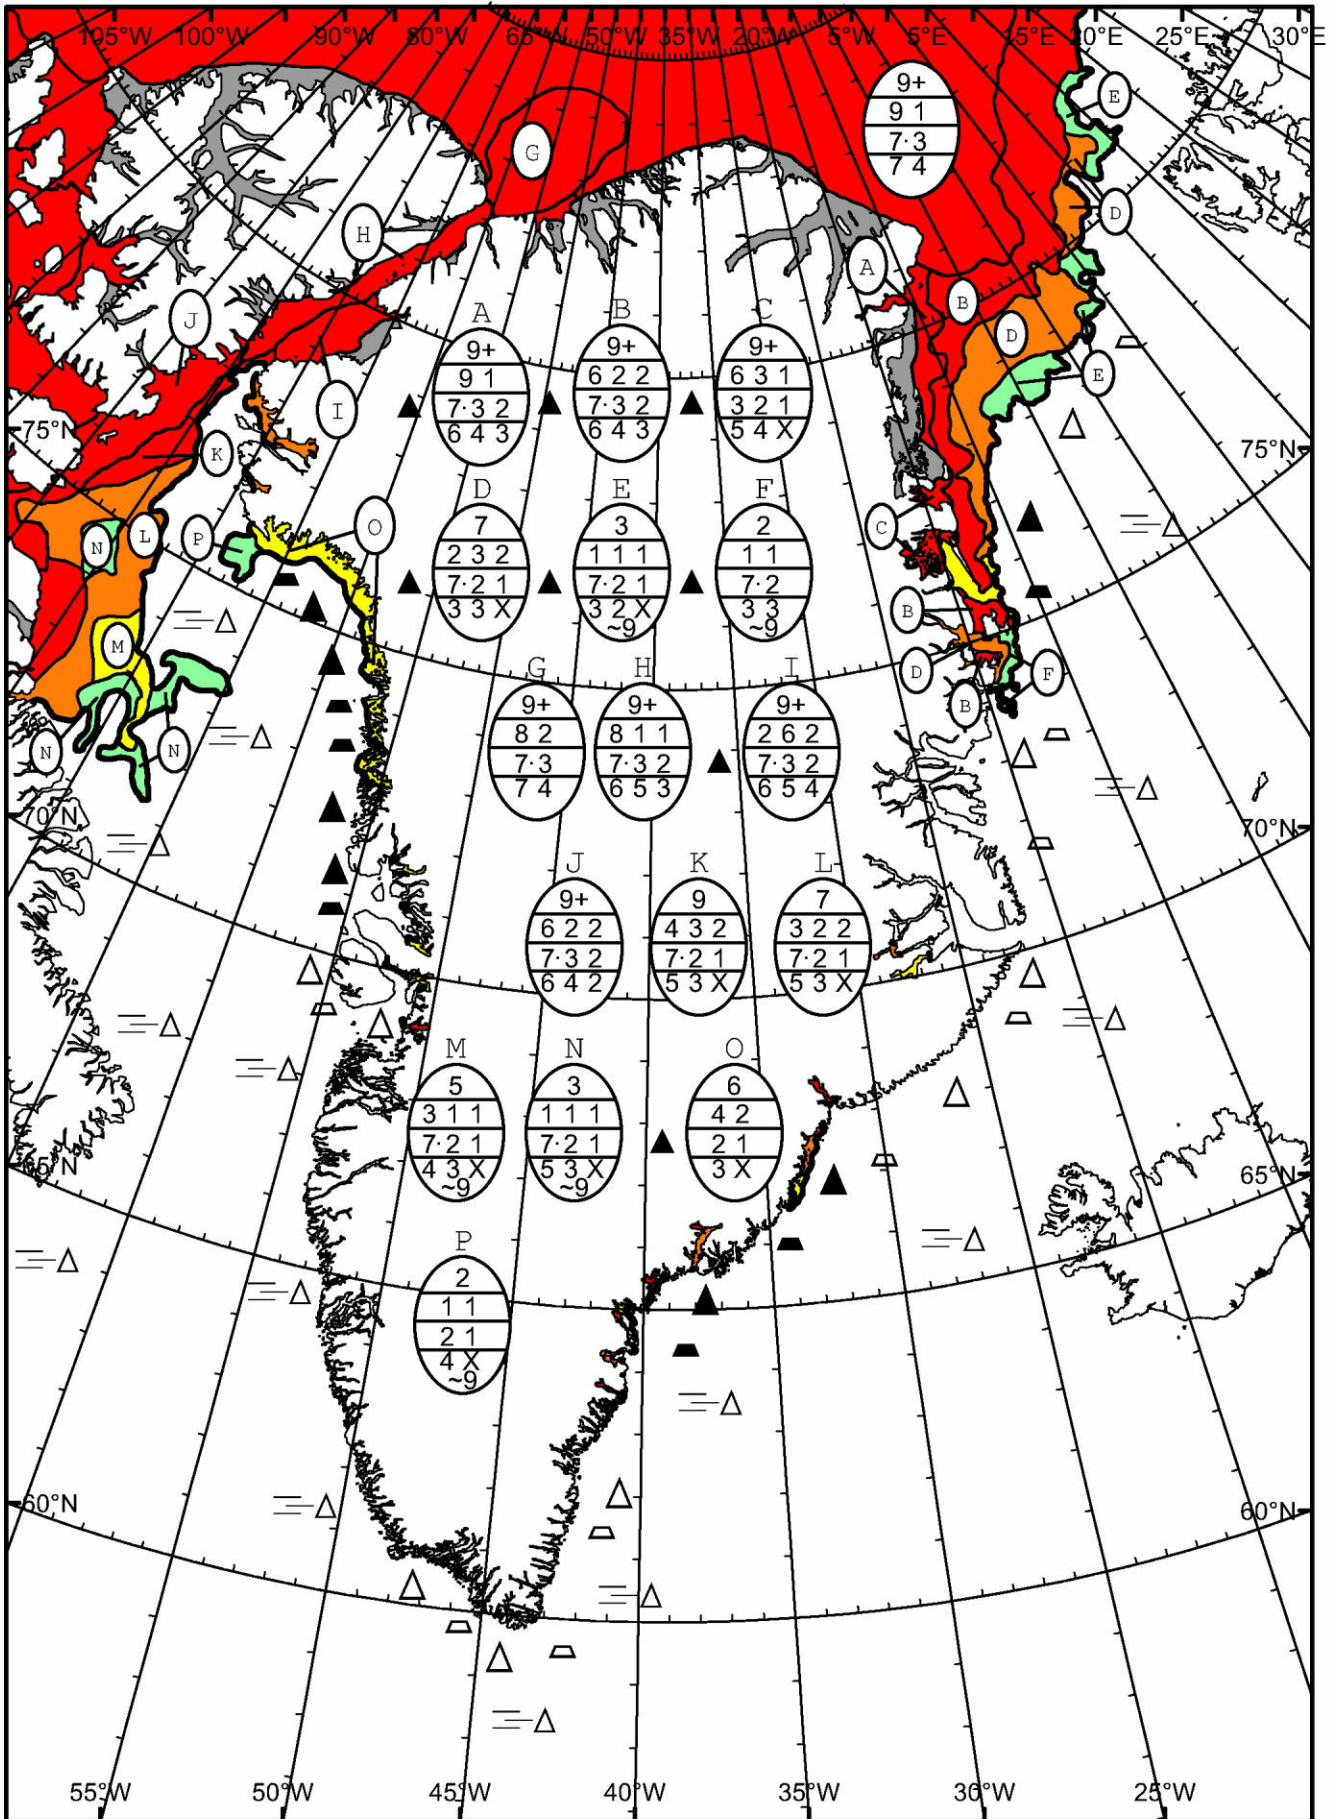 105°W 100°W 90°W 80°W 65°W 50°W 35°W 20°W 5°W 5°E 15°E 20°E 25°E 30°E
E
9+
9 1
7·3
7 4
G
D
H
A
B
J
D
E
A
9+
9 1
7·3 2
6 4 3
B
9+
6 2 2
7·3 2
6 4 3
C
9+
6 3 1
3 2 1
5 4 X
I
75°N
K
75°N
D
7
2 3 2
7·2 1
3 3 X
E
3
1 1 1
7·2 1
3 2 X
~9
F
2
1 1
7·2
3 3
~9
N
L
P
O
C
B
M
D
B
F
N
N
G
9+
8 2
7·3
7 4
H
9+
8 1 1
7·3 2
6 5 3
I
9+
2 6 2
7·3 2
6 5 4
70°N
70°N
J
9+
6 2 2
7·3 2
6 4 2
K
9
4 3 2
7·2 1
5 3 X
L
7
3 2 2
7·2 1
5 3 X
M
5
3 1 1
7·2 1
4 3 X
~9
N
3
1 1 1
7·2 1
5 3 X
~9
O
6
4 2
2 1
3 X
65°N
65°N
P
2
1 1
2 1
4 X
~9
60°N
60°N
55°W 50°W 45°W 40°W 35°W 30°W 25°W